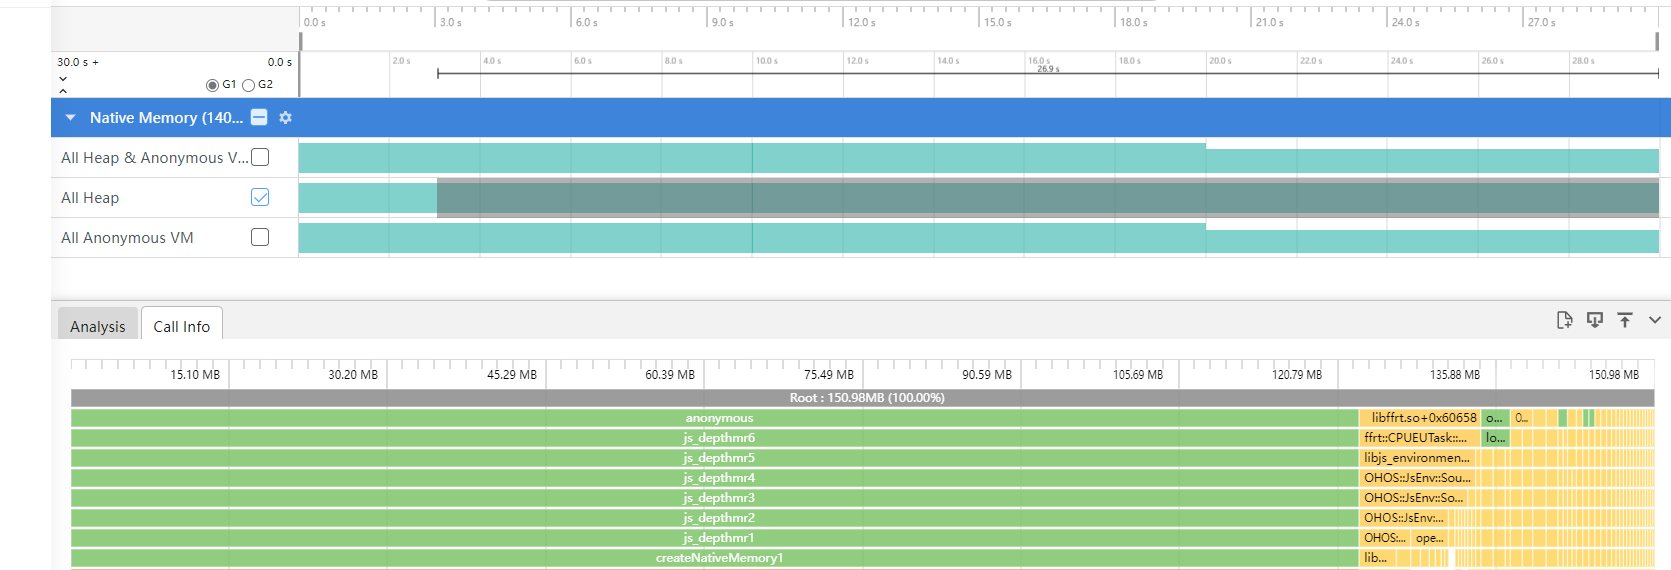 0.0 s 3.0 s 6.0 s 9.0 s 12.0 s 15.0 s 18.0 s 21.0 s 24.0 s 27.0 s
30.0 s + 0.0 s
2.0 s 4.0 s 6.0 s 8.0 s 10.0 s 12.0 s 14.0 s 16.0 s 18.0 s 20.0 s 22.0 s 24.0 s 26.0 s 28.0 s
26.9 s
G1 G2
Native Memory (140...
All Heap & Anonymous V...
All Heap
All Anonymous VM
Analysis Call Info
15.10 MB 30.20 MB 45.29 MB 60.39 MB 75.49 MB 90.59 MB 105.69 MB 120.79 MB 135.88 MB 150.98 MB
Root : 150.98MB (100.00%)
anonymous libffrt.so+0x60658 o... 0...
js_depthmr6 ffrt::CPUEUTask::... lo...
js_depthmr5 libjs_environmen...
js_depthmr4 OHOS::JsEnv::Sou...
js_depthmr3 OHOS::JsEnv::So...
js_depthmr2 OHOS::JsEnv:...
js_depthmr1 OHOS:... ope...
createNativeMemory1 lib...